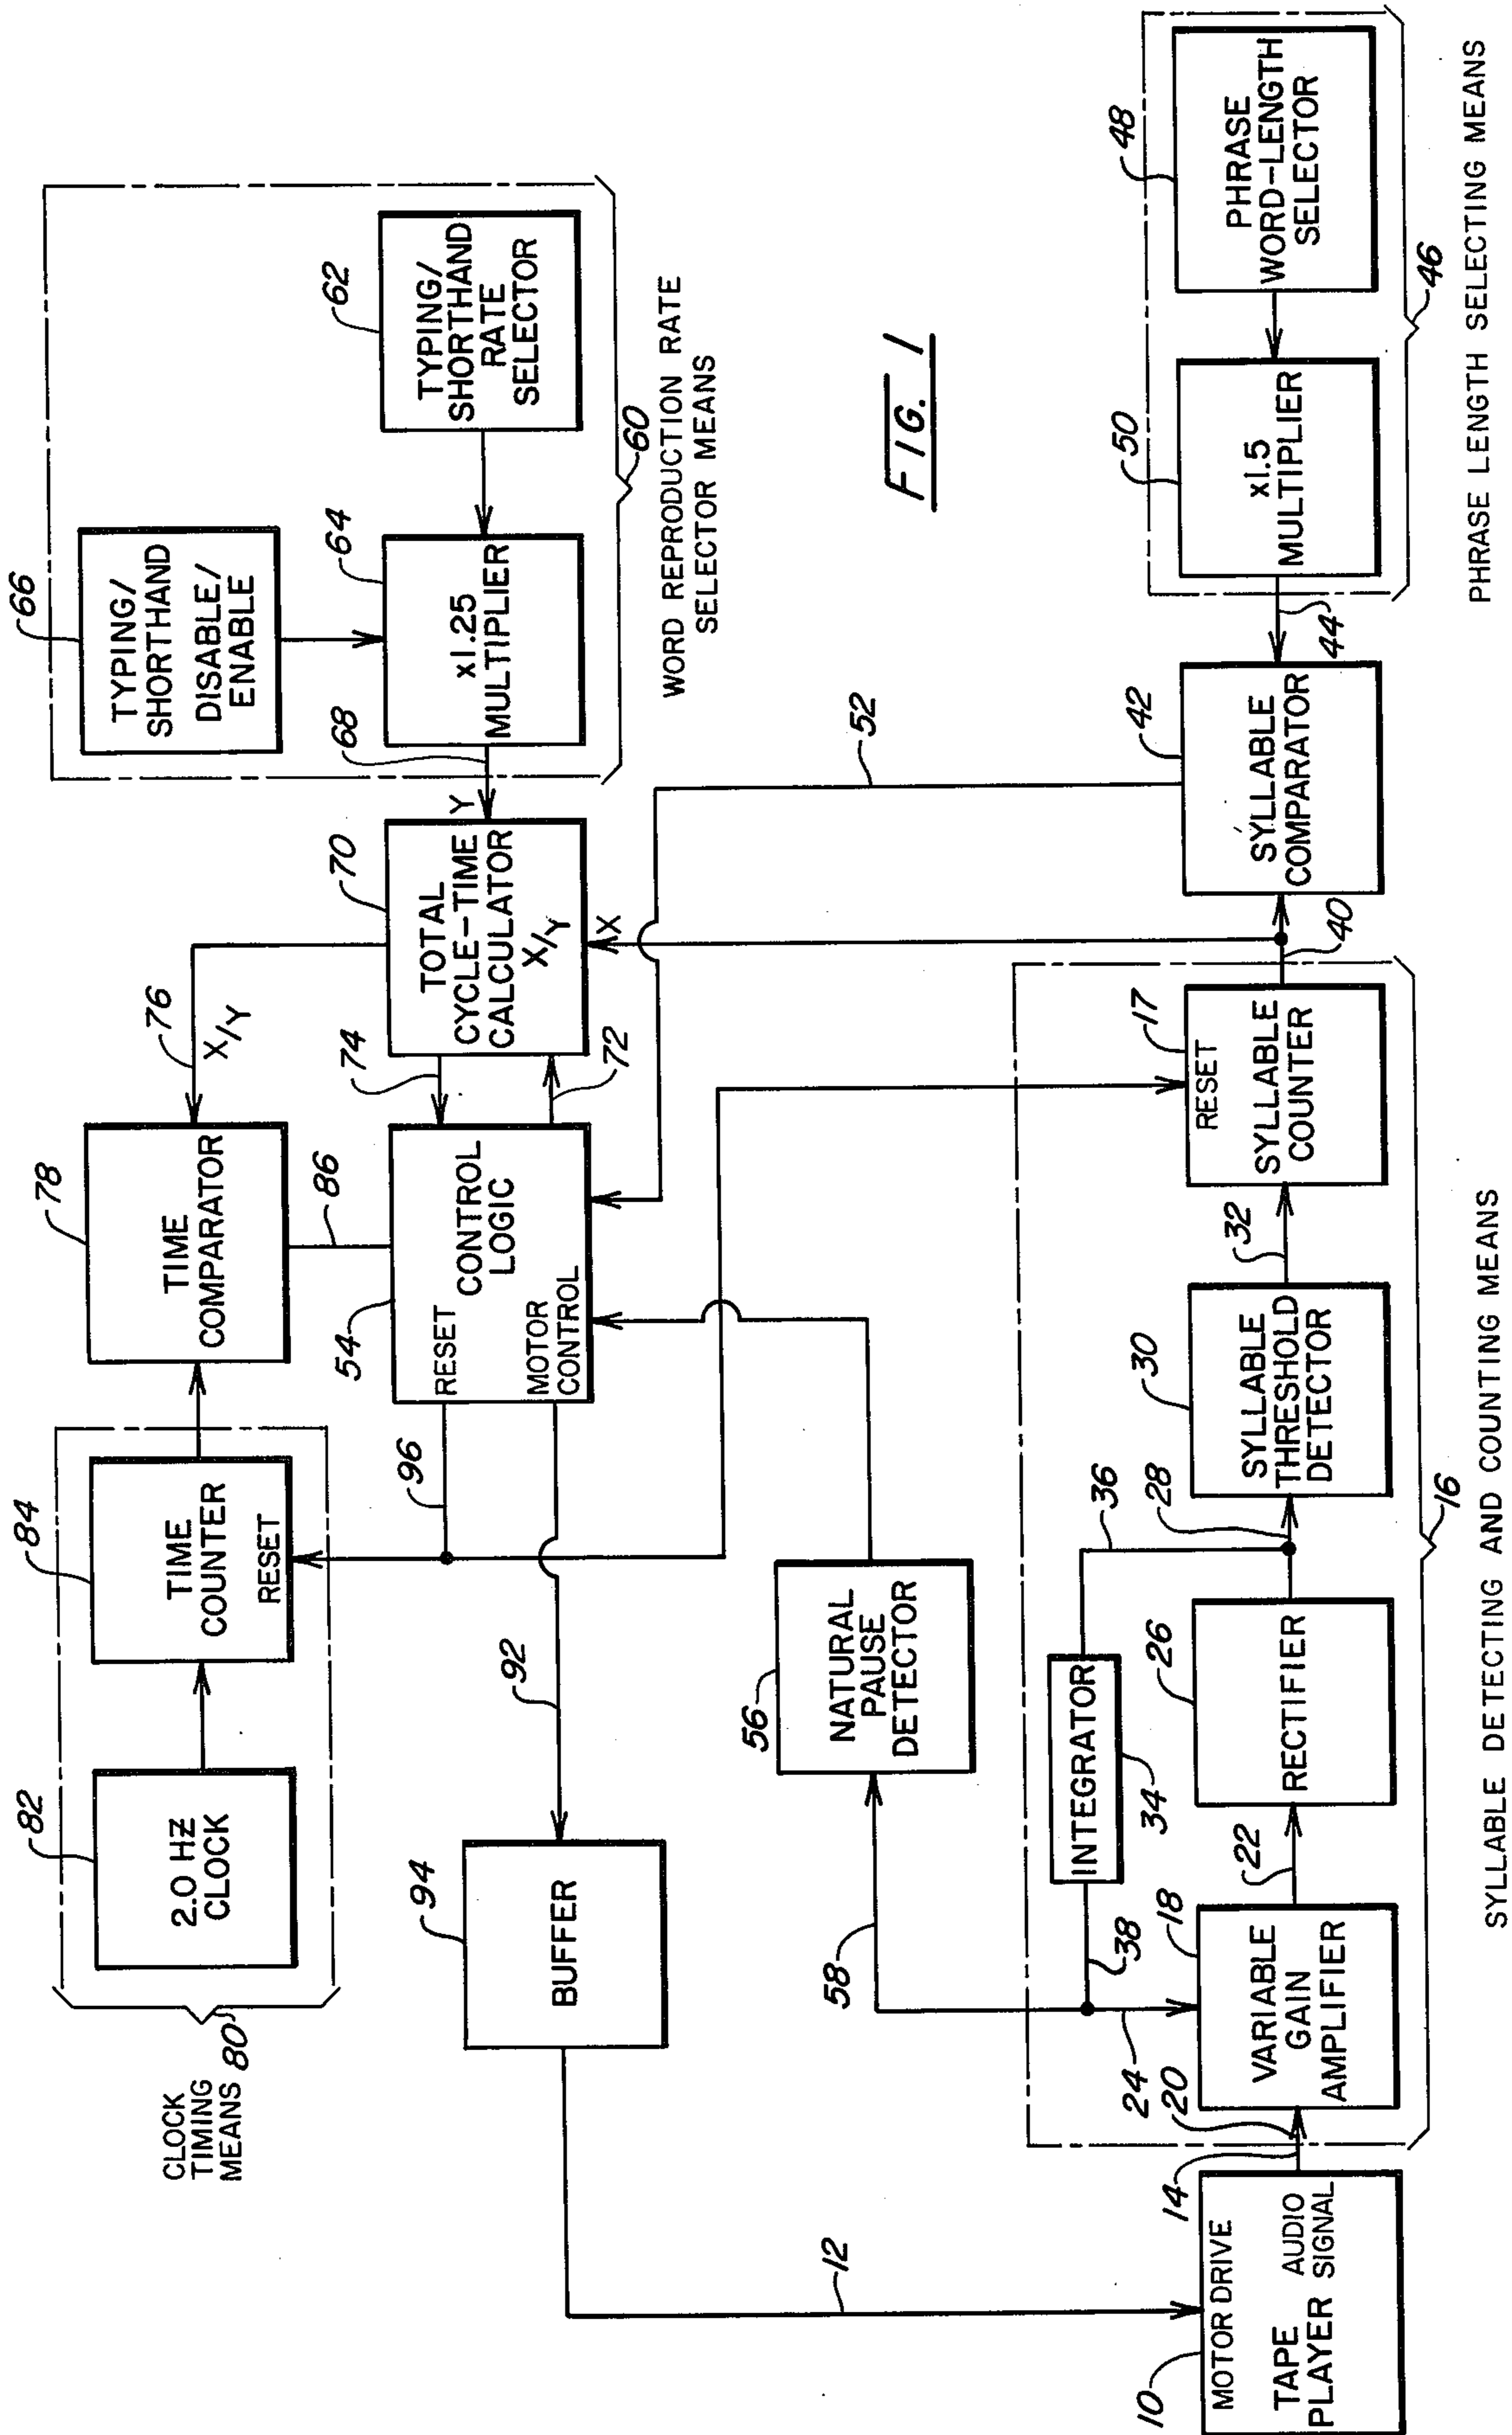 66
TYPING/
SHORTHAND
DISABLE/
ENABLE
62
TYPING/
SHORTHAND
RATE
SELECTOR
64
x1.25
MULTIPLIER
68
60
WORD REPRODUCTION RATE
SELECTOR MEANS
Y
70
TOTAL
CYCLE-TIME
CALCULATOR
X/Y
X
76
X/Y
74
72
78
TIME
COMPARATOR
86
54
CONTROL
LOGIC
RESET
MOTOR
CONTROL
82
2.0 HZ
CLOCK
84
TIME
COUNTER
RESET
CLOCK
TIMING
MEANS 80
96
92
94
BUFFER
12
56
NATURAL
PAUSE
DETECTOR
58
52
FIG. 1
10
MOTOR DRIVE
TAPE
PLAYER
AUDIO
SIGNAL
14
20
24
18
VARIABLE
GAIN
AMPLIFIER
38
22
INTEGRATOR
34
26
RECTIFIER
36
28
30
SYLLABLE
THRESHOLD
DETECTOR
32
17
RESET
SYLLABLE
COUNTER
40
16
SYLLABLE DETECTING AND COUNTING MEANS
42
SYLLABLE
COMPARATOR
44
50
x1.5
MULTIPLIER
48
PHRASE
WORD-LENGTH
SELECTOR
46
PHRASE LENGTH SELECTING MEANS